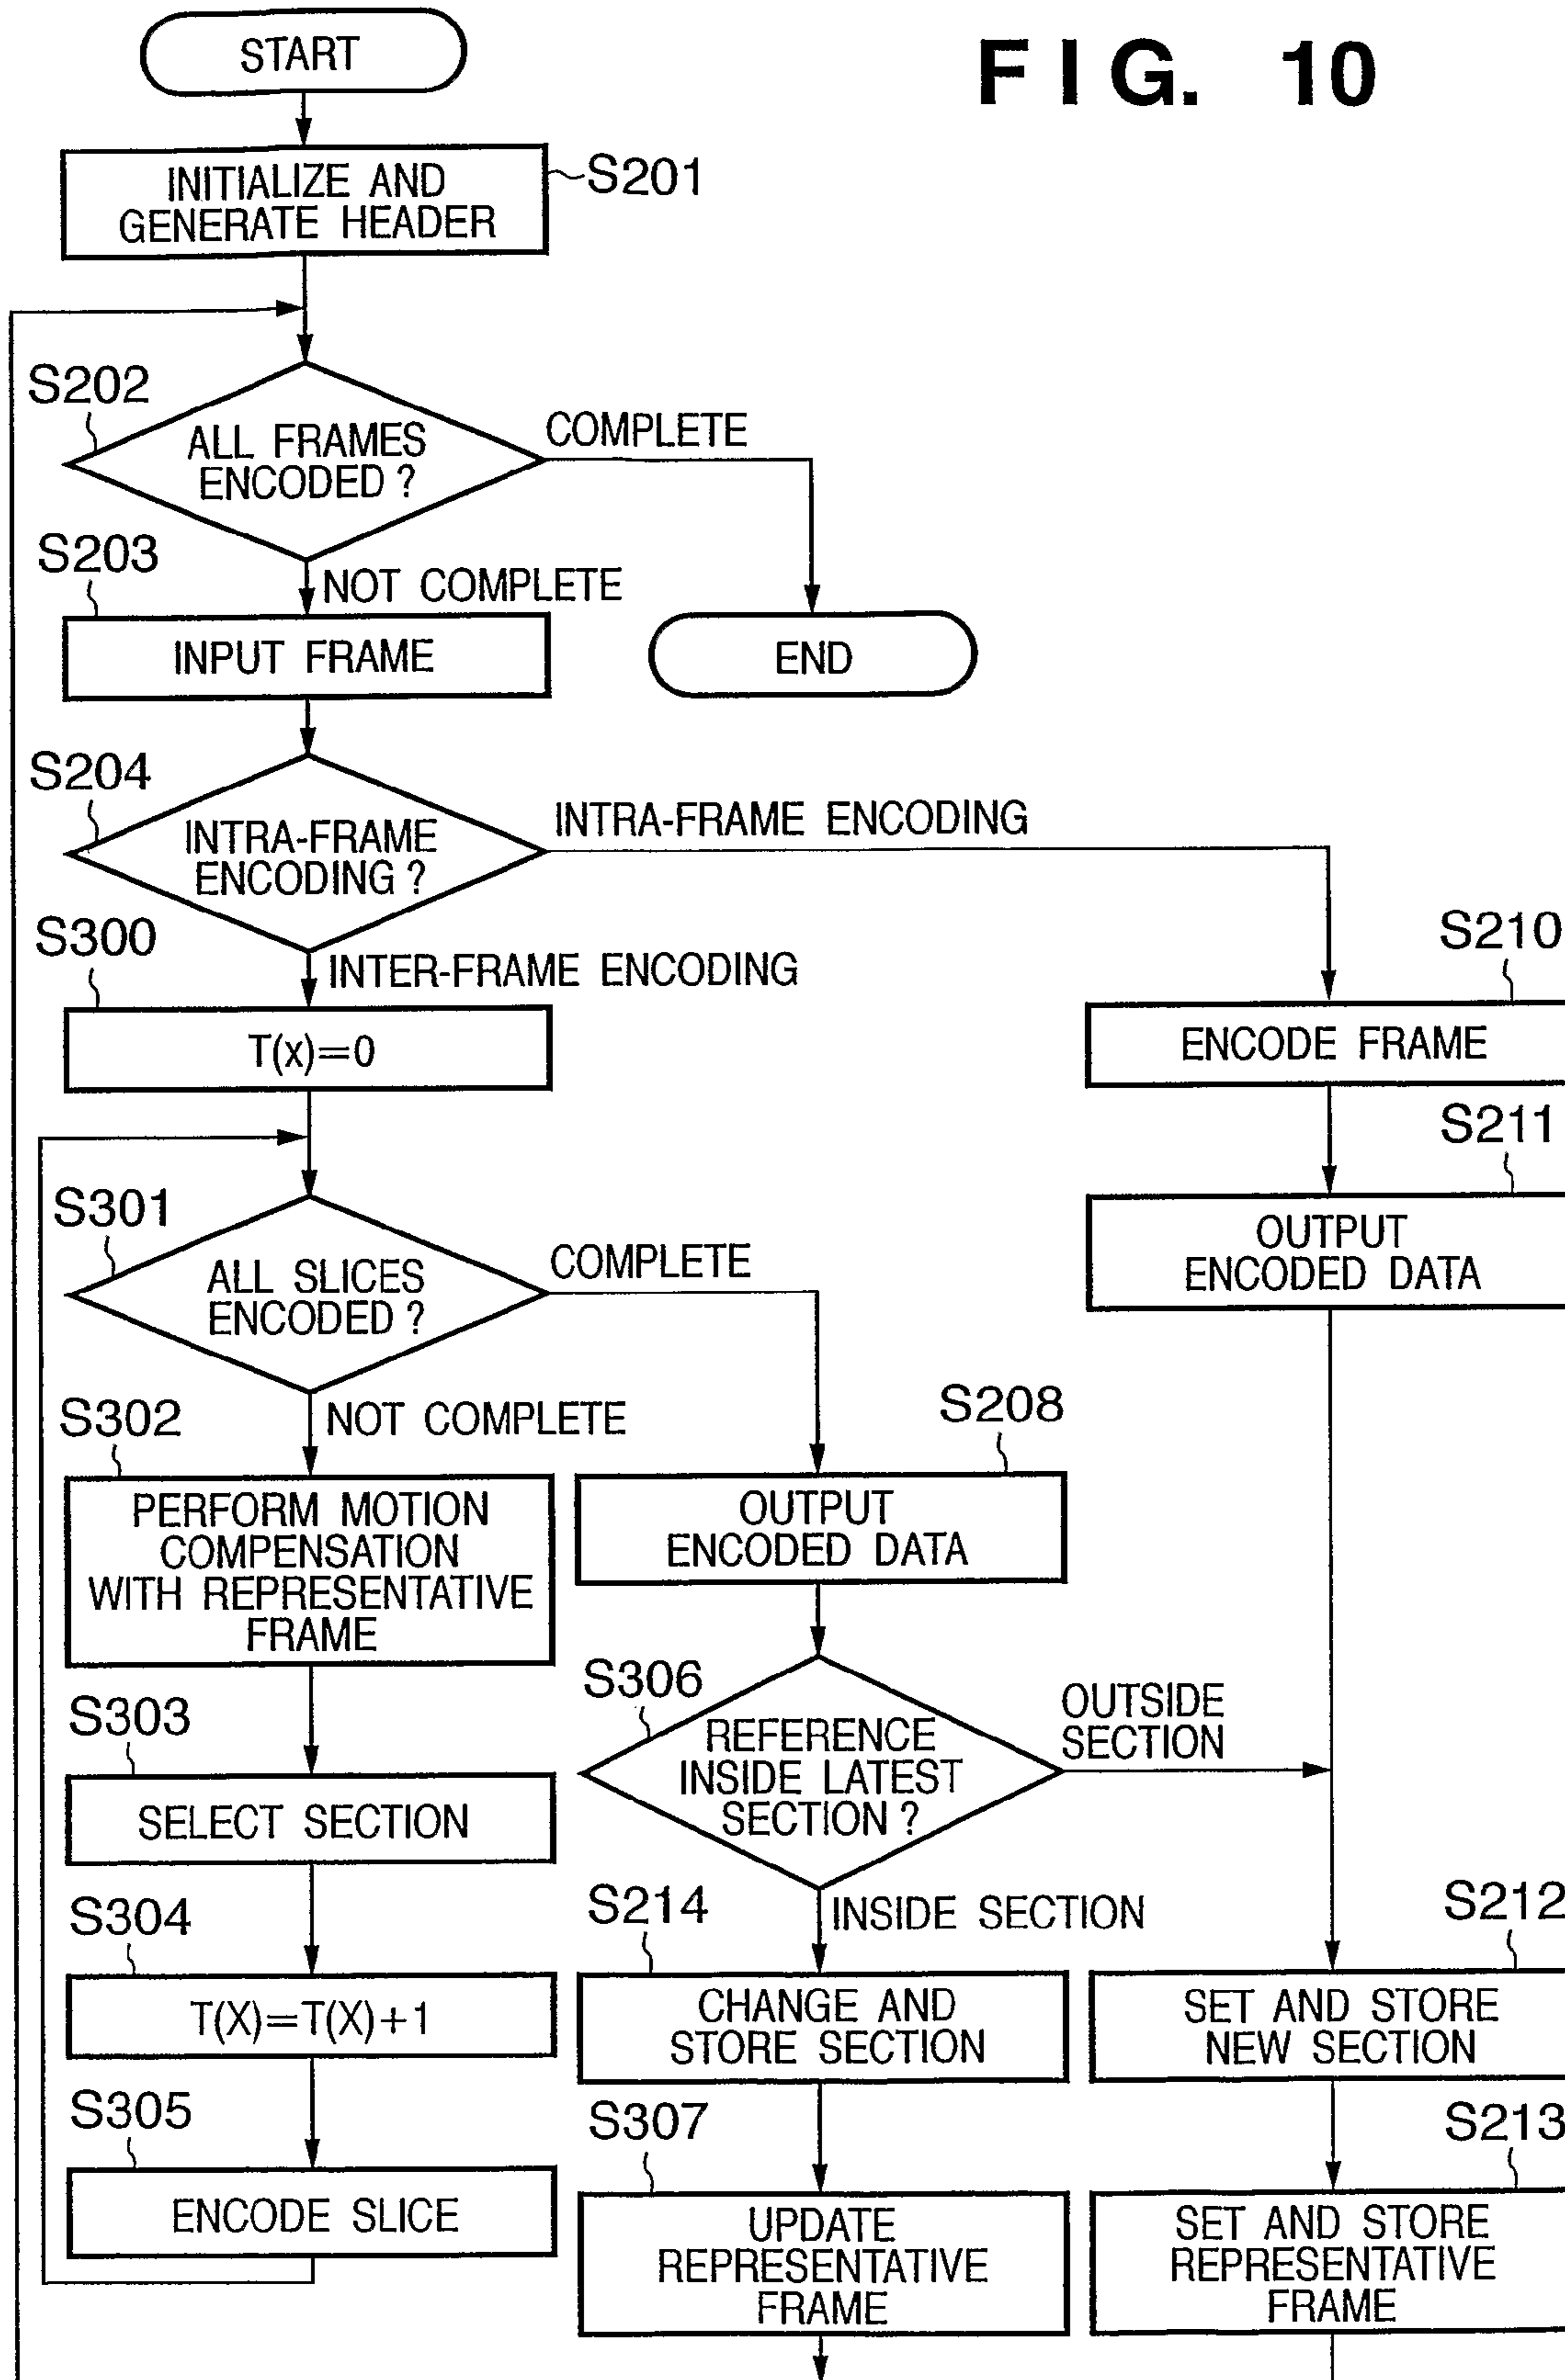 FIG. 10
START
INITIALIZE AND
GENERATE HEADER
S201
S202
ALL FRAMES
ENCODED ?
COMPLETE
S203
NOT COMPLETE
INPUT FRAME
END
S204
INTRA-FRAME
ENCODING ?
INTRA-FRAME ENCODING
S300
INTER-FRAME ENCODING
T(x)=0
S210
ENCODE FRAME
S211
OUTPUT
ENCODED DATA
S301
ALL SLICES
ENCODED ?
COMPLETE
S302
NOT COMPLETE
PERFORM MOTION
COMPENSATION
WITH REPRESENTATIVE
FRAME
S208
OUTPUT
ENCODED DATA
S303
SELECT SECTION
S306
REFERENCE
INSIDE LATEST
SECTION ?
OUTSIDE
SECTION
S304
T(X)=T(X)+1
S214
INSIDE SECTION
CHANGE AND
STORE SECTION
S212
SET AND STORE
NEW SECTION
S305
ENCODE SLICE
S307
UPDATE
REPRESENTATIVE
FRAME
S213
SET AND STORE
REPRESENTATIVE
FRAME